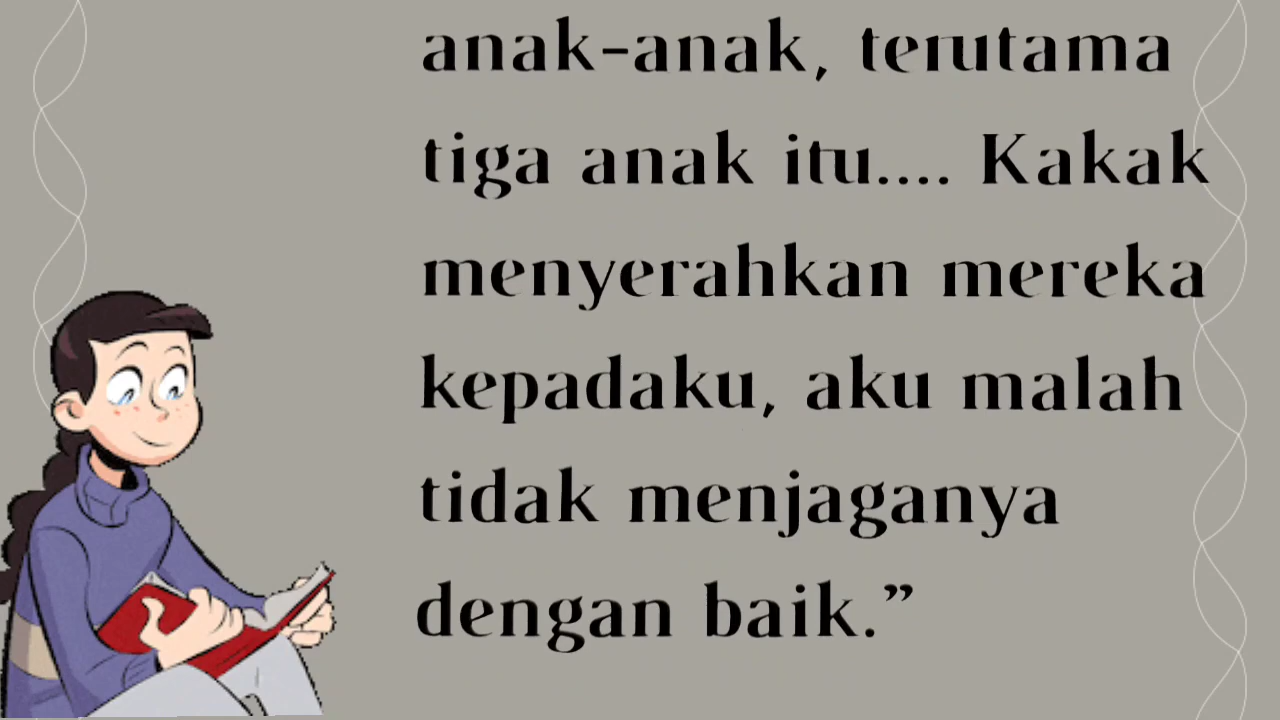 anak-anak, terutama
tiga anak itu.... Kakak
menyerahkan mereka
kepadaku, aku malah
tidak menjaganya
dengan baik.”